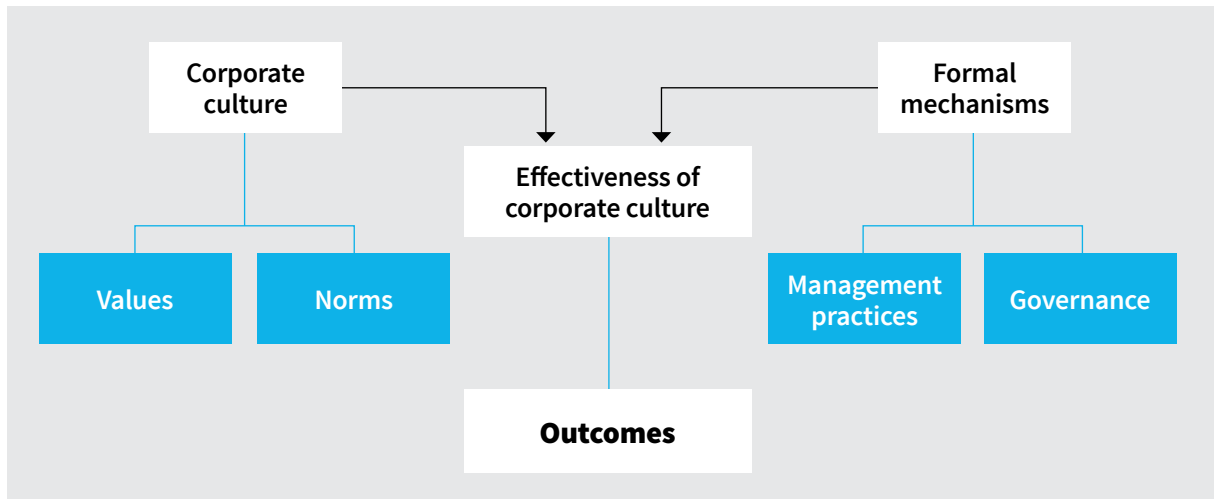 Corporate
culture
Formal
mechanisms
Effectiveness of
corporate culture
Values
Norms
Management
practices
Governance
Outcomes